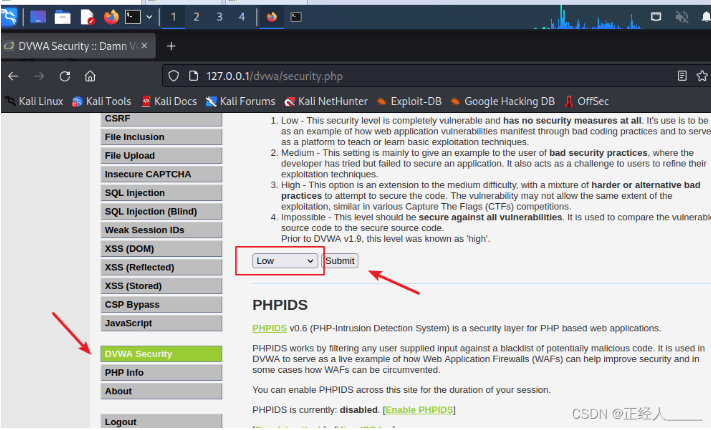 1 2 3 4
DVWA Security :: Damn Vu
127.0.0.1/dvwa/security.php
Kali Linux Kali Tools Kali Docs Kali Forums Kali NetHunter Exploit-DB Google Hacking DB OffSec
CSRF
File Inclusion
File Upload
Insecure CAPTCHA
SQL Injection
SQL Injection (Blind)
Weak Session IDs
XSS (DOM)
XSS (Reflected)
XSS (Stored)
CSP Bypass
JavaScript
DVWA Security
PHP Info
About
Logout
1. Low - This security level is completely vulnerable and has no security measures at all. It's use is to be
as an example of how web application vulnerabilities manifest through bad coding practices and to serve
as a platform to teach or learn basic exploitation techniques.
2. Medium - This setting is mainly to give an example to the user of bad security practices, where the
developer has tried but failed to secure an application. It also acts as a challenge to users to refine their
exploitation techniques.
3. High - This option is an extension to the medium difficulty, with a mixture of harder or alternative bad
practices to attempt to secure the code. The vulnerability may not allow the same extent of the
exploitation, similar in various Capture The Flags (CTFs) competitions.
4. Impossible - This level should be secure against all vulnerabilities. It is used to compare the vulnerable
source code to the secure source code.
Prior to DVWA v1.9, this level was known as 'high'.
Low Submit
PHPIDS
PHPIDS v0.6 (PHP-Intrusion Detection System) is a security layer for PHP based web applications.
PHPIDS works by filtering any user supplied input against a blacklist of potentially malicious code. It is used in
DVWA to serve as a live example of how Web Application Firewalls (WAFs) can help improve security and in
some cases how WAFs can be circumvented.
You can enable PHPIDS across this site for the duration of your session.
PHPIDS is currently: disabled. [Enable PHPIDS]
CSDN @正经人_____